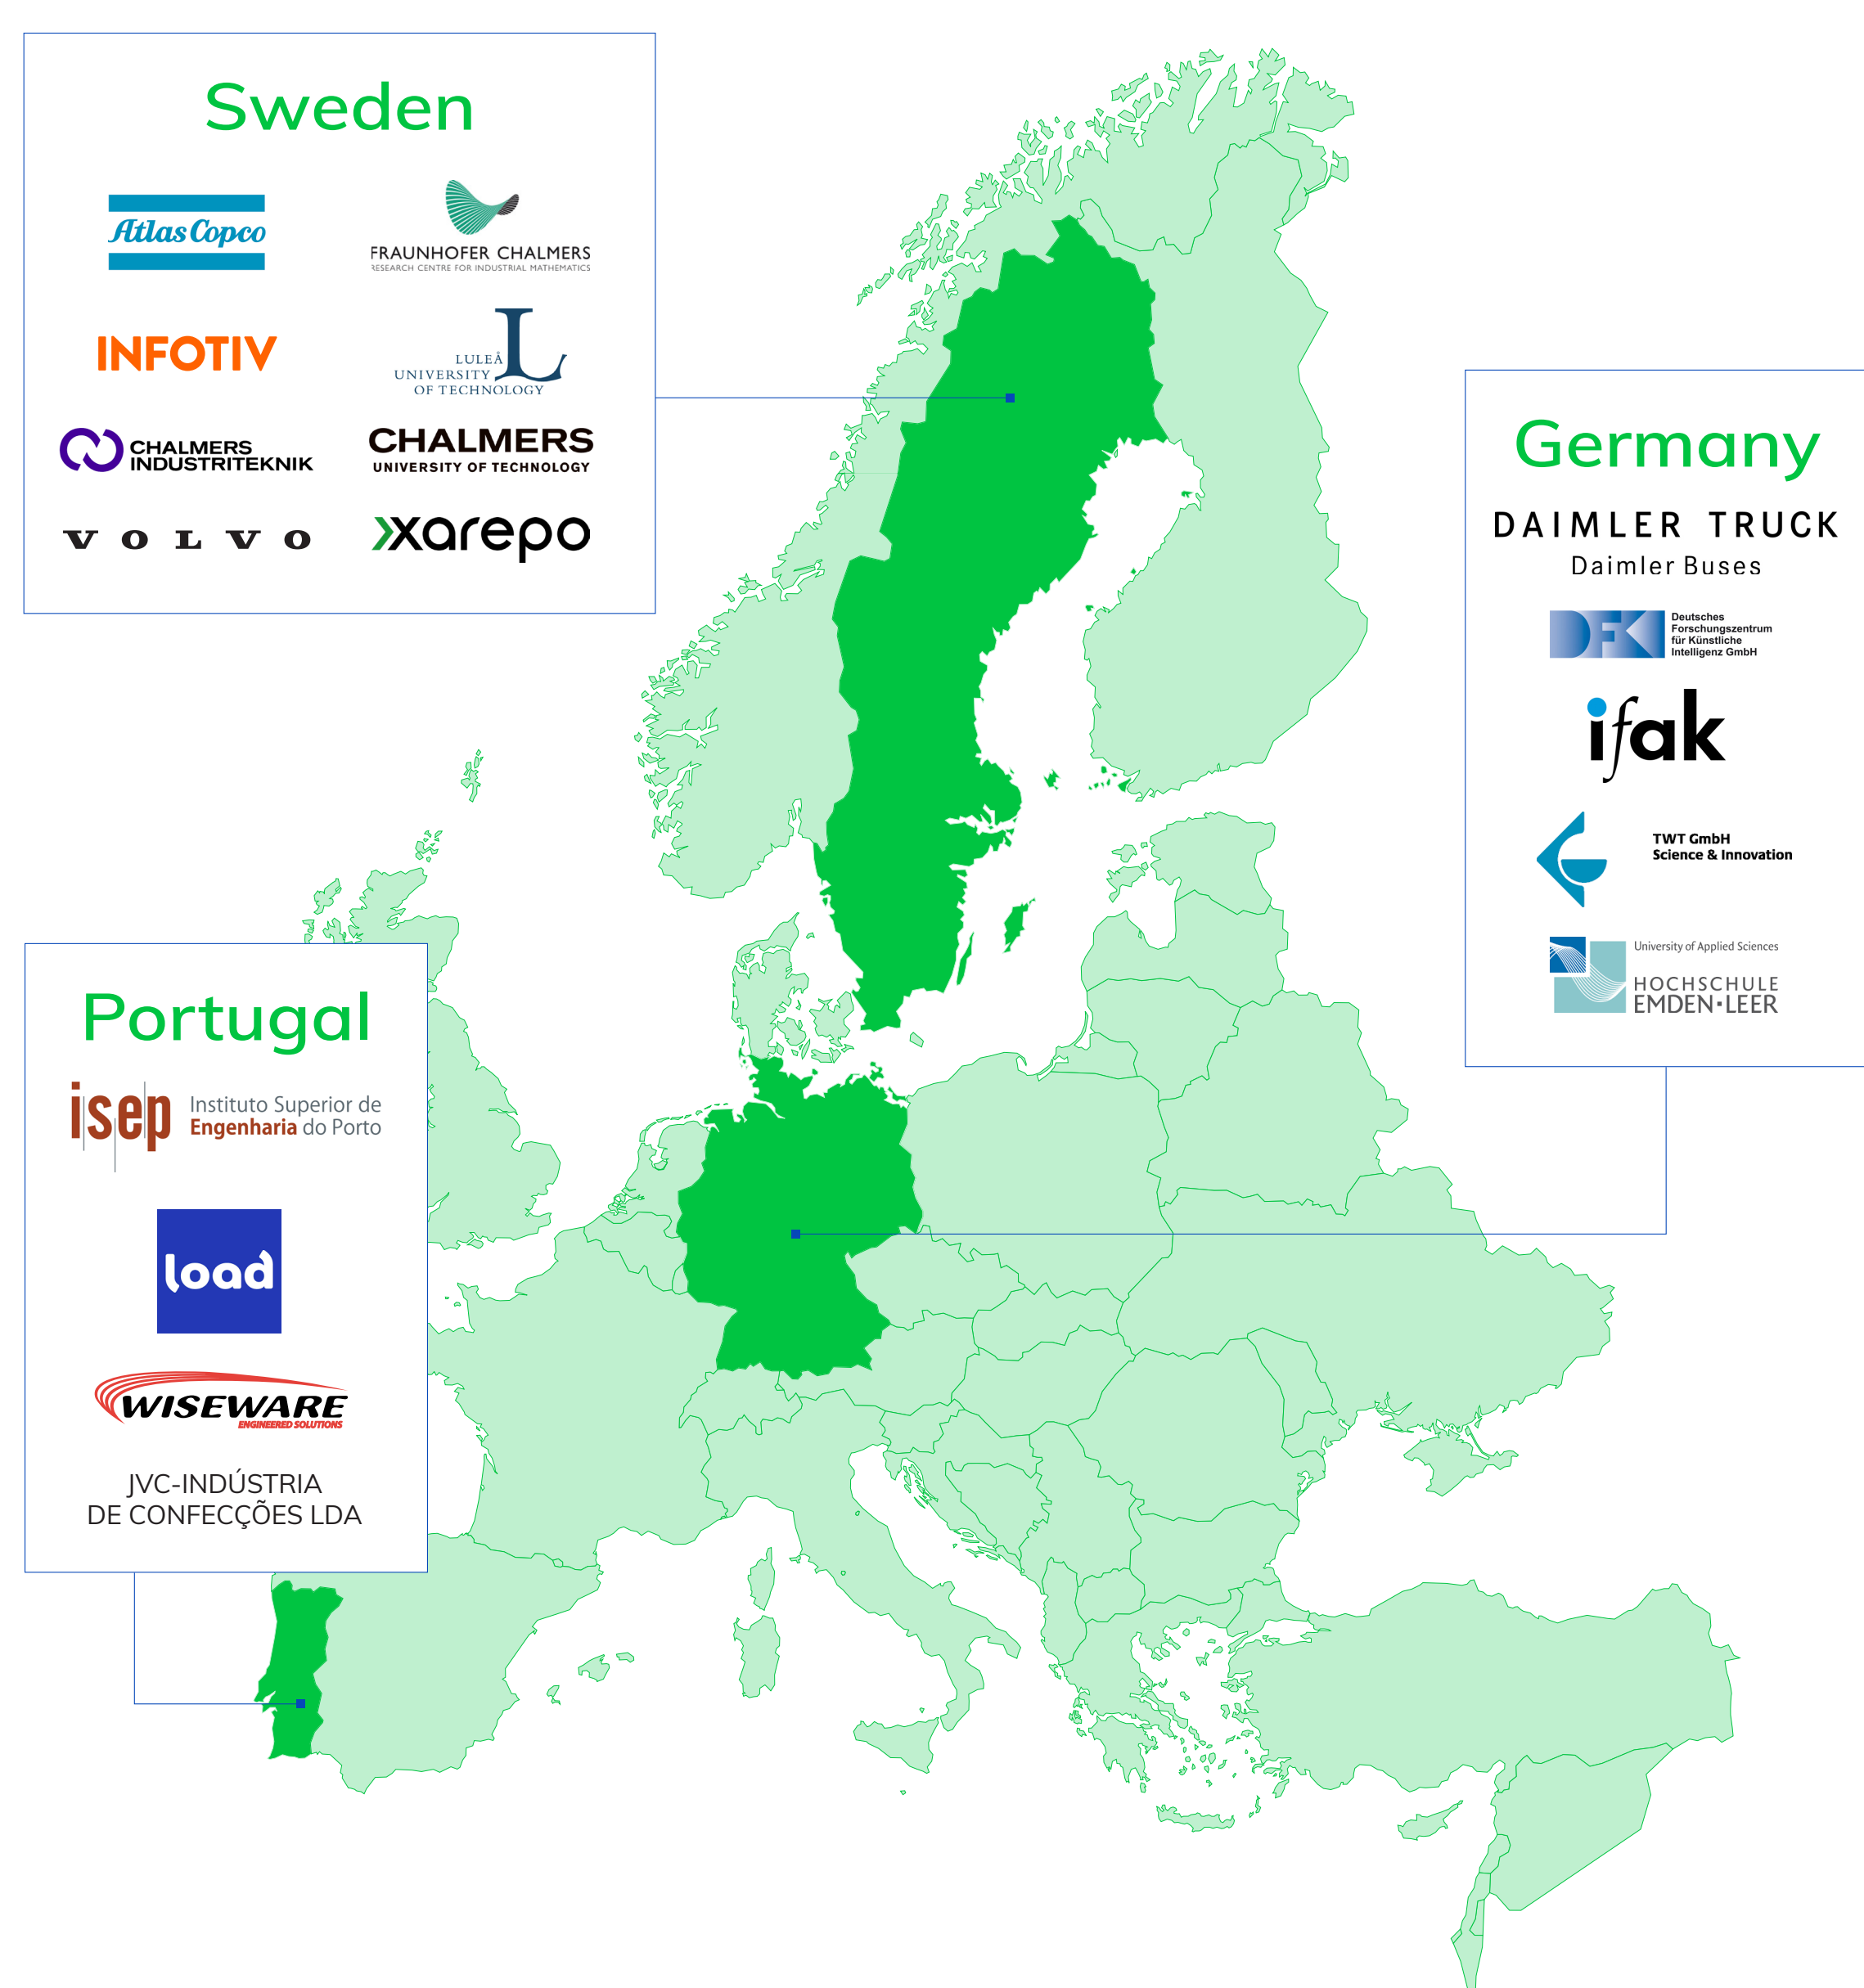 Sweden
Atlas Copco
FRAUNHOFER CHALMERS
RESEARCH CENTRE FOR INDUSTRIAL MATHEMATICS
INFOTIV
LULEÅ
UNIVERSITY
OF TECHNOLOGY
L
CHALMERS
INDUSTRITEKNIK
CHALMERS
UNIVERSITY OF TECHNOLOGY
VOLVO
xarepo
Germany
DAIMLER TRUCK
Daimler Buses
DFKI
Deutsches
Forschungszentrum
für Künstliche
Intelligenz GmbH
ifak
TWT GmbH
Science & Innovation
University of Applied Sciences
HOCHSCHULE
EMDEN·LEER
Portugal
isep
Instituto Superior de
Engenharia do Porto
load
WISEWARE
ENGINEERED SOLUTIONS
JVC-INDÚSTRIA
DE CONFECÇÕES LDA